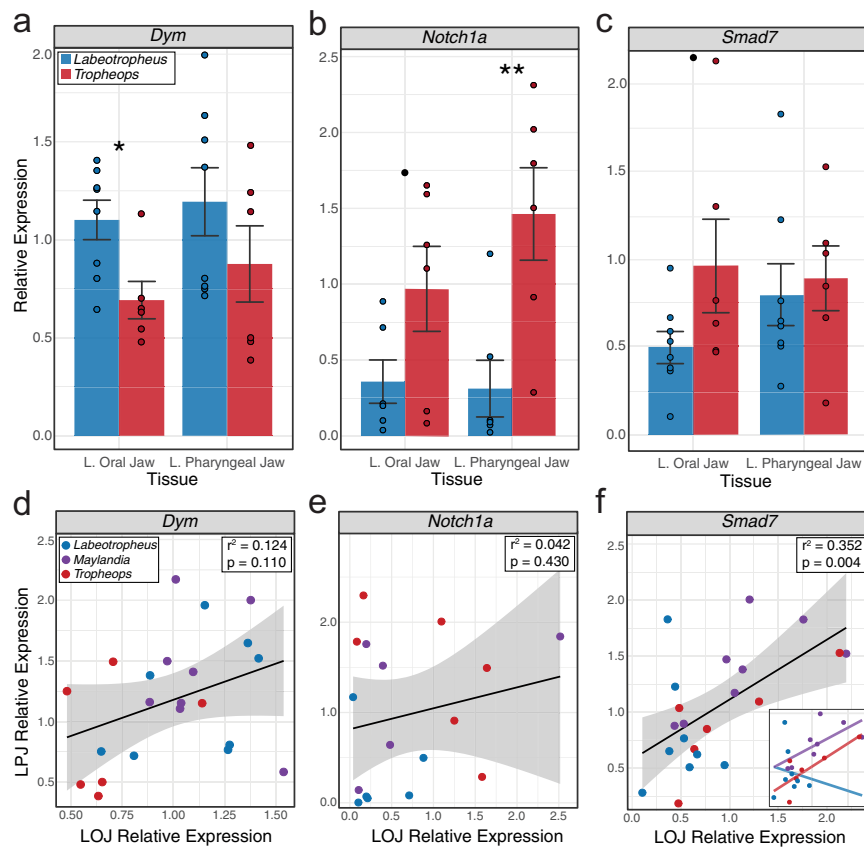 a
Dym
Labeotropheus
Tropheops
*
2.0
1.5
1.0
0.5
0.0
Relative Expression
L. Oral Jaw
L. Pharyngeal Jaw
Tissue
b
Notch1a
**
2.5
2.0
1.5
1.0
0.5
0.0
L. Oral Jaw
L. Pharyngeal Jaw
Tissue
c
Smad7
2.0
1.5
1.0
0.5
0.0
L. Oral Jaw
L. Pharyngeal Jaw
Tissue
d
Dym
Labeotropheus
Maylandia
Tropheops
r² = 0.124
p = 0.110
2.5
2.0
1.5
1.0
0.5
LPJ Relative Expression
0.50
0.75
1.00
1.25
1.50
LOJ Relative Expression
e
Notch1a
r² = 0.042
p = 0.430
2.5
2.0
1.5
1.0
0.5
0.0
0.0
0.5
1.0
1.5
2.0
2.5
LOJ Relative Expression
f
Smad7
r² = 0.352
p = 0.004
2.5
2.0
1.5
1.0
0.5
0.0
1.0
2.0
LOJ Relative Expression